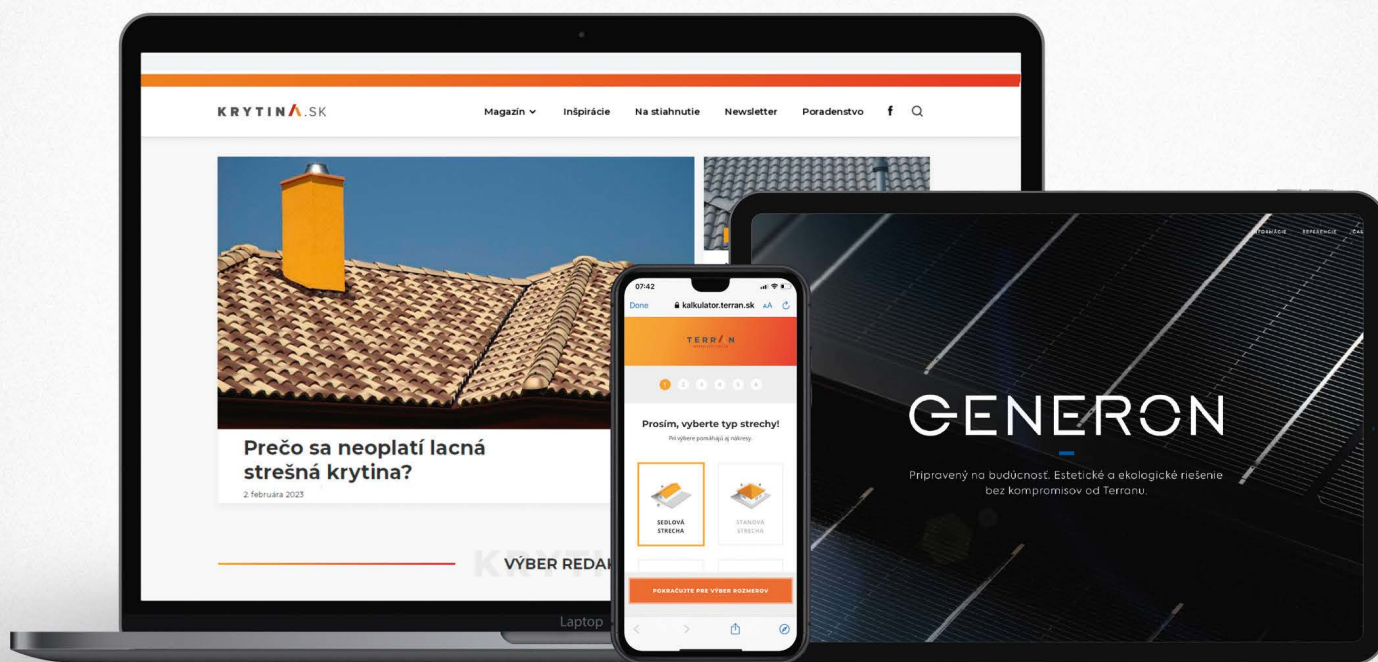 KRYTINA.SK
Magazín
Inšpirácie
Na stiahnutie
Newsletter
Poradenstvo
f
Prečo sa neoplatí lacná
strešná krytina?
2. februára 2023
VÝBER REDAK
Laptop
07:42
Done
kalkulator.terran.sk
AA
TERRAN
1 2 3 4 5 6
Prosím, vyberte typ strechy!
Pri výbere pomáhajú aj nákresy.
SEDLOVÁ
STRECHA
STANOVÁ
STRECHA
POKRAČUJTE PRE VÝBER ROZMEROV
INFORMÁCIE
REFERENCIE
GENERON
Pripravený na budúcnosť. Estetické a ekologické riešenie
bez kompromisov od Terranu.